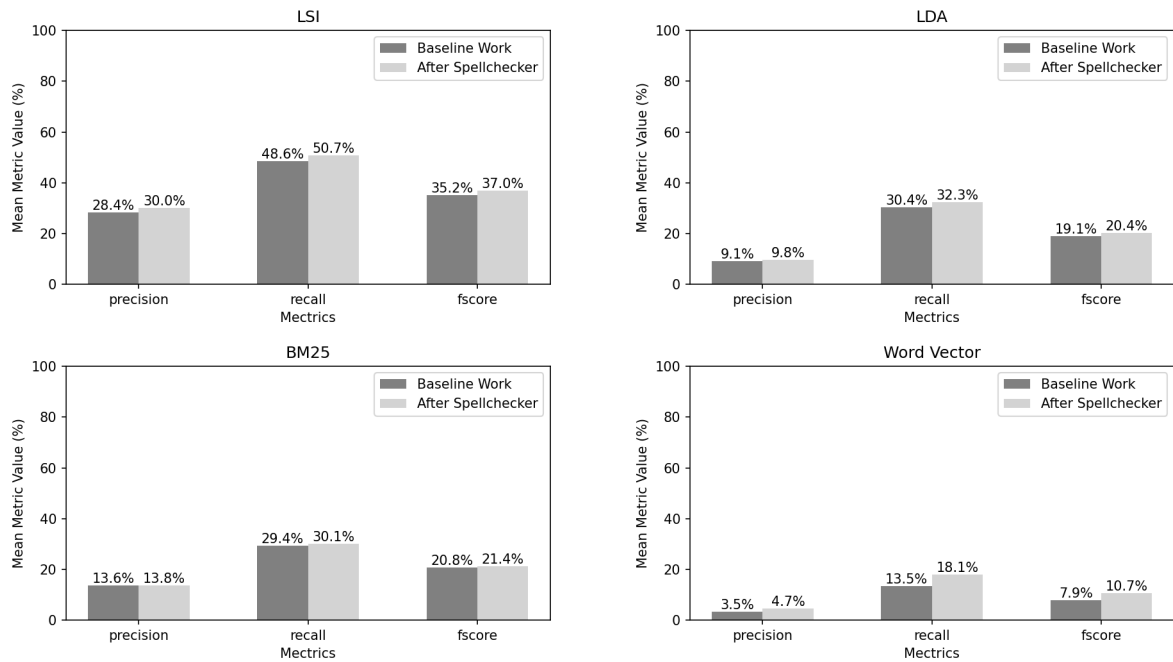 LSI
100
80
60
40
20
0
Mean Metric Value (%)
Baseline Work
After Spellchecker
28.4% 30.0%
48.6% 50.7%
35.2% 37.0%
precision recall fscore
Mectrics
LDA
100
80
60
40
20
0
Mean Metric Value (%)
Baseline Work
After Spellchecker
9.1% 9.8%
30.4% 32.3%
19.1% 20.4%
precision recall fscore
Mectrics
BM25
100
80
60
40
20
0
Mean Metric Value (%)
Baseline Work
After Spellchecker
13.6% 13.8%
29.4% 30.1%
20.8% 21.4%
precision recall fscore
Mectrics
Word Vector
100
80
60
40
20
0
Mean Metric Value (%)
Baseline Work
After Spellchecker
3.5% 4.7%
13.5% 18.1%
7.9% 10.7%
precision recall fscore
Mectrics